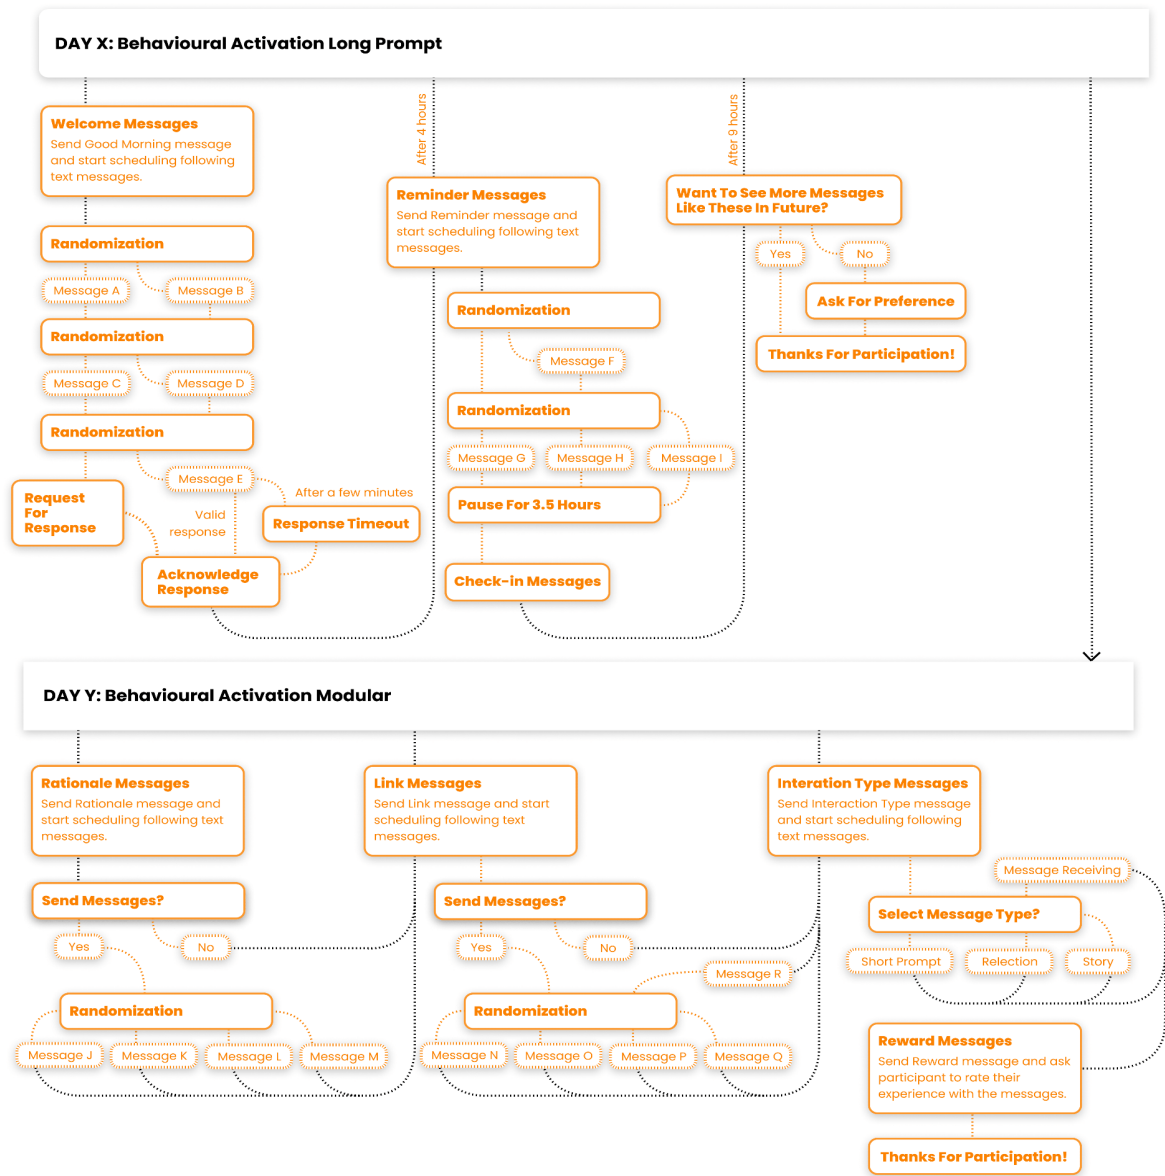 DAY X: Behavioural Activation Long Prompt
Welcome Messages
Send Good Morning message
and start scheduling following
text messages.
Randomization
Message A
Message B
Randomization
Message C
Message D
Randomization
Message E
Request
For
Response
Valid
response
After a few minutes
Response Timeout
Acknowledge
Response
After 4 hours
Reminder Messages
Send Reminder message and
start scheduling following text
messages.
Randomization
Message F
Randomization
Message G
Message H
Message I
Pause For 3.5 Hours
Check-in Messages
After 9 hours
Want To See More Messages
Like These In Future?
Yes
No
Ask For Preference
Thanks For Participation!
DAY Y: Behavioural Activation Modular
Rationale Messages
Send Rationale message and
start scheduling following text
messages.
Send Messages?
Yes
No
Randomization
Message J
Message K
Message L
Message M
Link Messages
Send Link message and start
scheduling following text
messages.
Send Messages?
Yes
No
Message R
Randomization
Message N
Message O
Message P
Message Q
Interation Type Messages
Send Interaction Type message
and start scheduling following
text messages.
Message Receiving
Select Message Type?
Short Prompt
Relection
Story
Reward Messages
Send Reward message and ask
participant to rate their
experience with the messages.
Thanks For Participation!